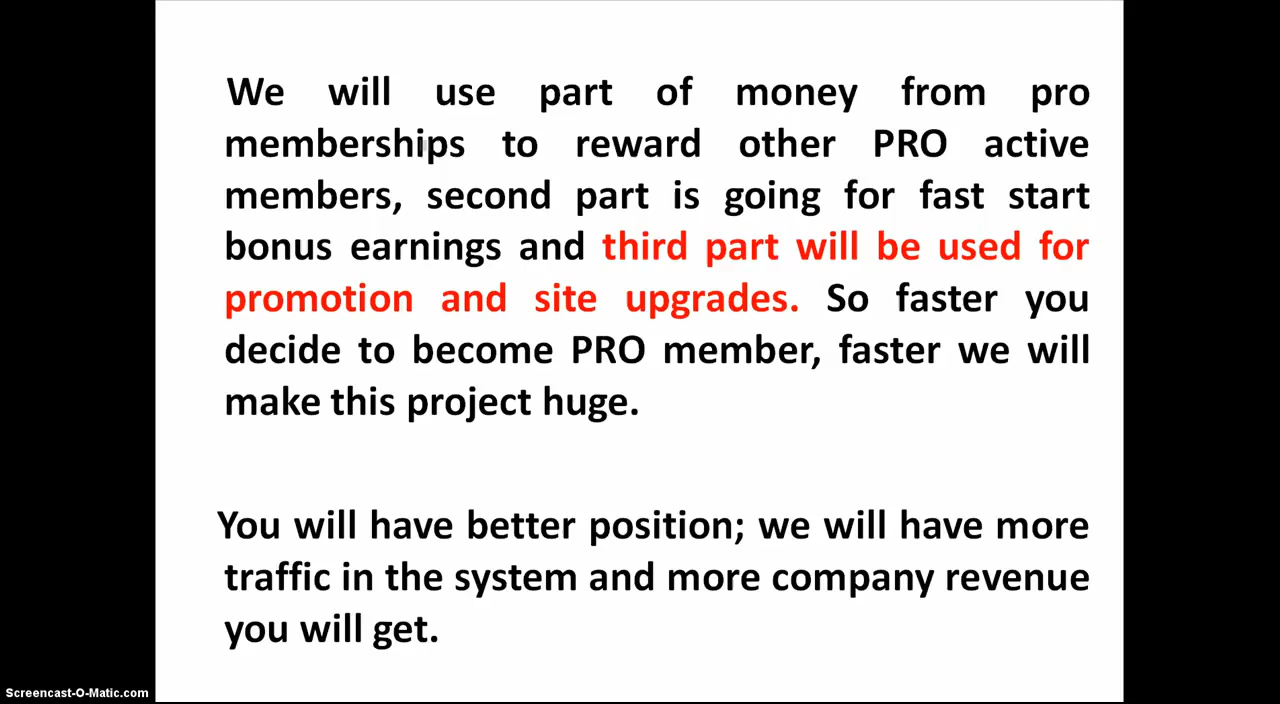 We will use part of money from pro
memberships to reward other PRO active
members, second part is going for fast start
bonus earnings and third part will be used for
promotion and site upgrades. So faster you
decide to become PRO member, faster we will
make this project huge.
You will have better position; we will have more
traffic in the system and more company revenue
you will get.
Screencast-O-Matic.com